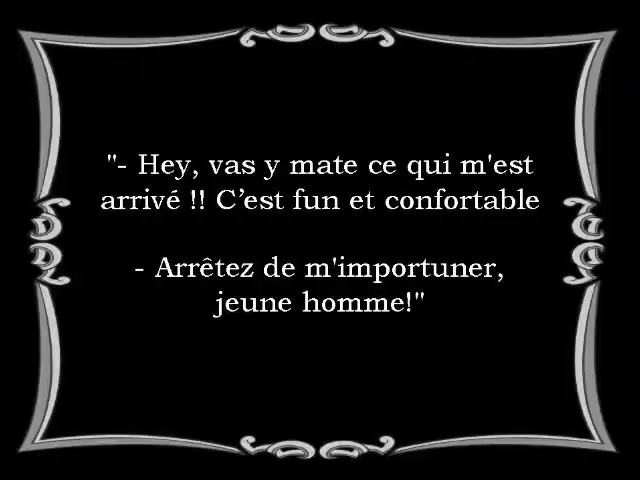 "- Hey, vas y mate ce qui m'est
arrivé !! C’est fun et confortable
- Arrêtez de m'importuner,
jeune homme!"